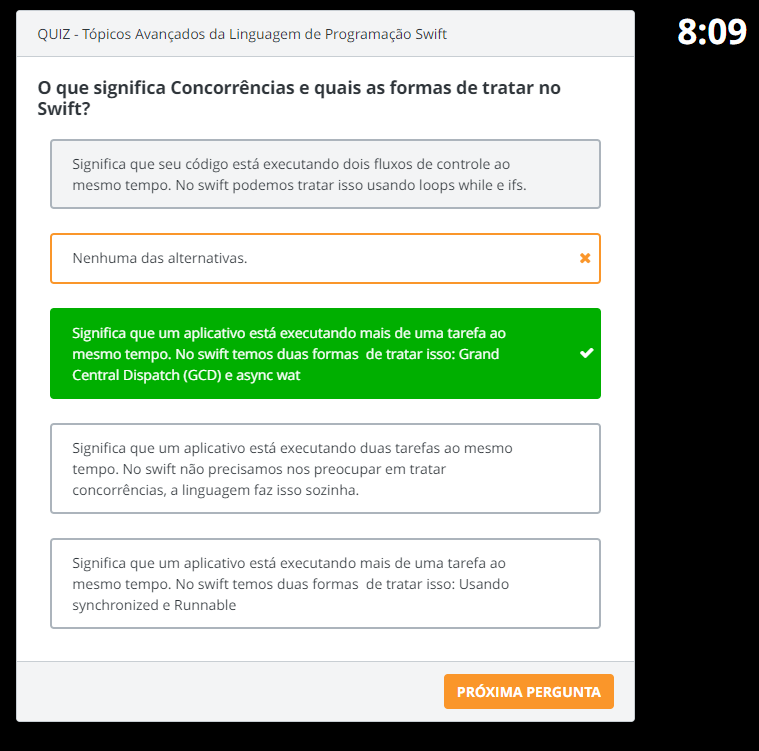 QUIZ - Tópicos Avançados da Linguagem de Programação Swift
8:09
O que significa Concorrências e quais as formas de tratar no
Swift?
Significa que seu código está executando dois fluxos de controle ao
mesmo tempo. No swift podemos tratar isso usando loops while e ifs.
Nenhuma das alternativas.
Significa que um aplicativo está executando mais de uma tarefa ao
mesmo tempo. No swift temos duas formas  de tratar isso: Grand
Central Dispatch (GCD) e async wat
Significa que um aplicativo está executando duas tarefas ao mesmo
tempo. No swift não precisamos nos preocupar em tratar
concorrências, a linguagem faz isso sozinha.
Significa que um aplicativo está executando mais de uma tarefa ao
mesmo tempo. No swift temos duas formas  de tratar isso: Usando
synchronized e Runnable
PRÓXIMA PERGUNTA